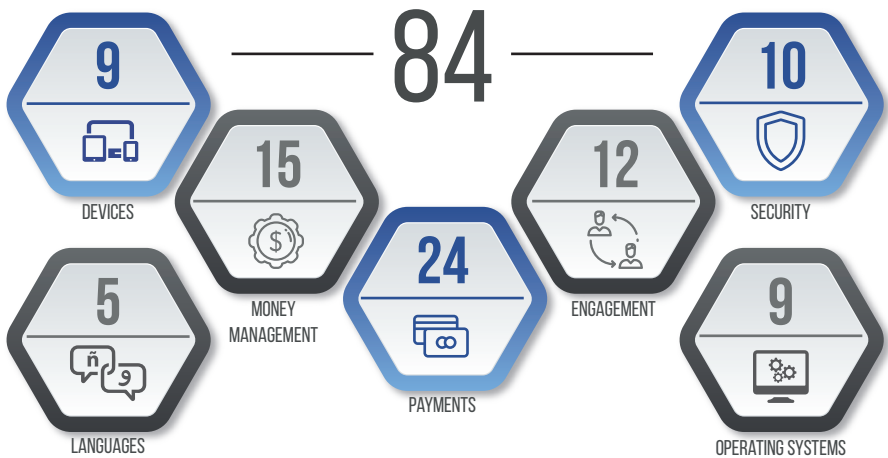 84
9
DEVICES
10
SECURITY
15
MONEY
MANAGEMENT
12
ENGAGEMENT
24
PAYMENTS
5
ñ
و
LANGUAGES
9
OPERATING SYSTEMS
$